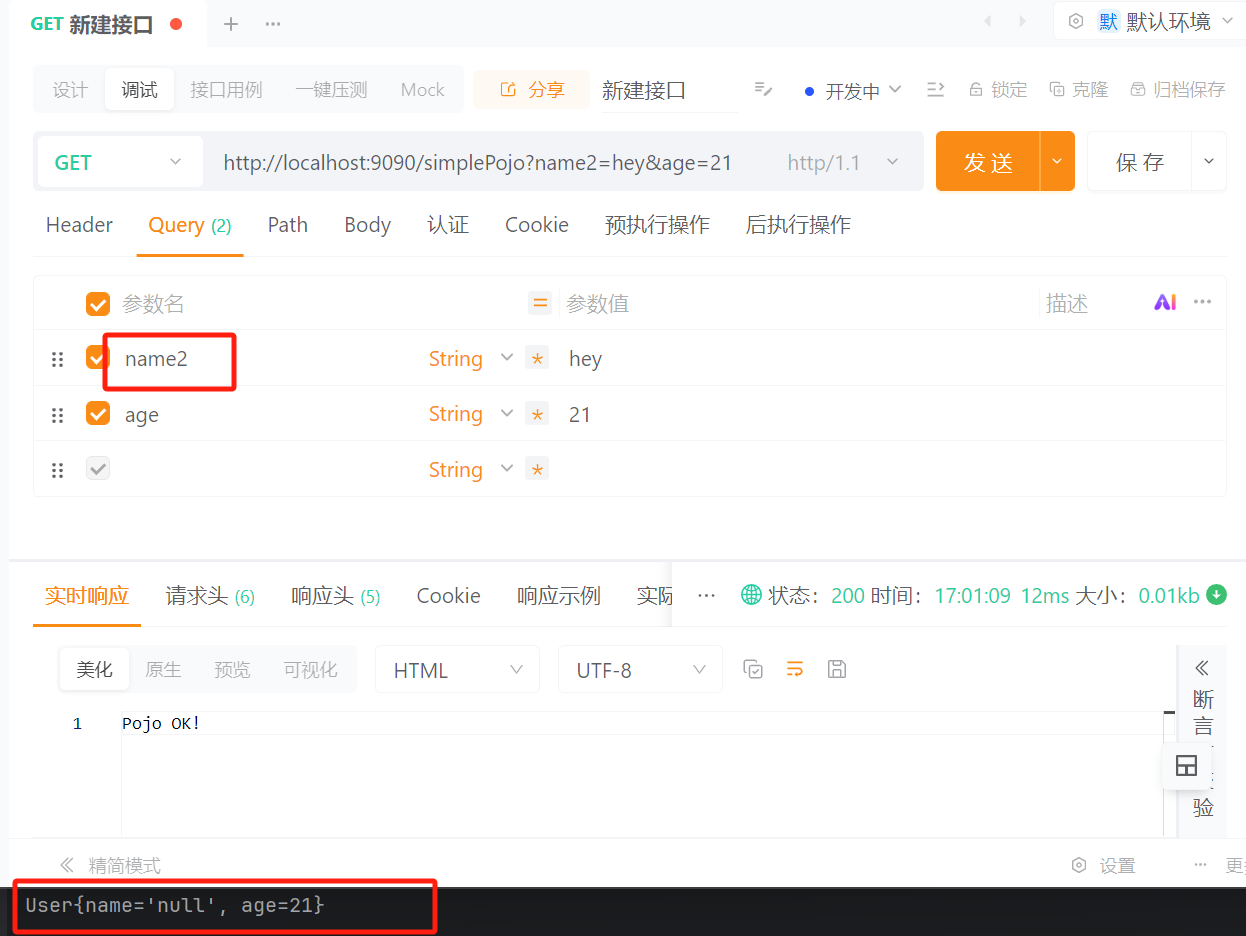 GET 新建接口
默 默认环境
设计 调试 接口用例 一键压测 Mock 分享 新建接口 开发中 锁定 克隆 归档保存
GET http://localhost:9090/simplePojo?name2=hey&age=21 http/1.1 发 送 保 存
Header Query (2) Path Body 认证 Cookie 预执行操作 后执行操作
参数名 = 参数值 描述 AI
name2 String * hey
age String * 21
String *
实时响应 请求头 (6) 响应头 (5) Cookie 响应示例 实际 ... 状态： 200 时间： 17:01:09 12ms 大小： 0.01kb
美化 原生 预览 可视化 HTML UTF-8
1 Pojo OK!
断
言
验
精简模式 设置 更
User{name='null', age=21}